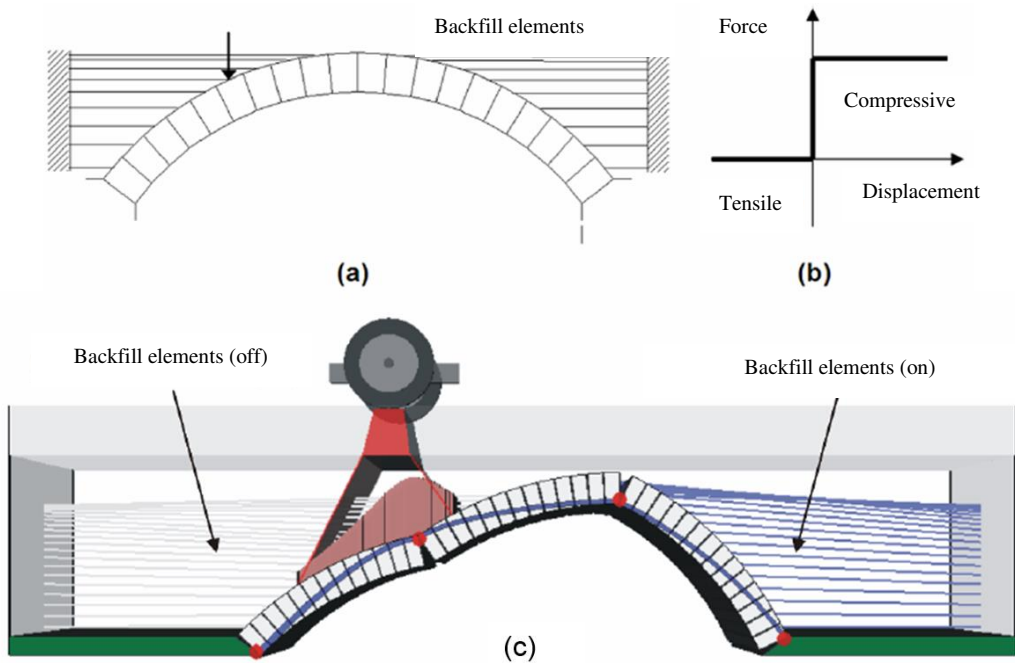 Backfill elements
Force
Compressive
Tensile
Displacement
(a)
(b)
Backfill elements (off)
Backfill elements (on)
(c)